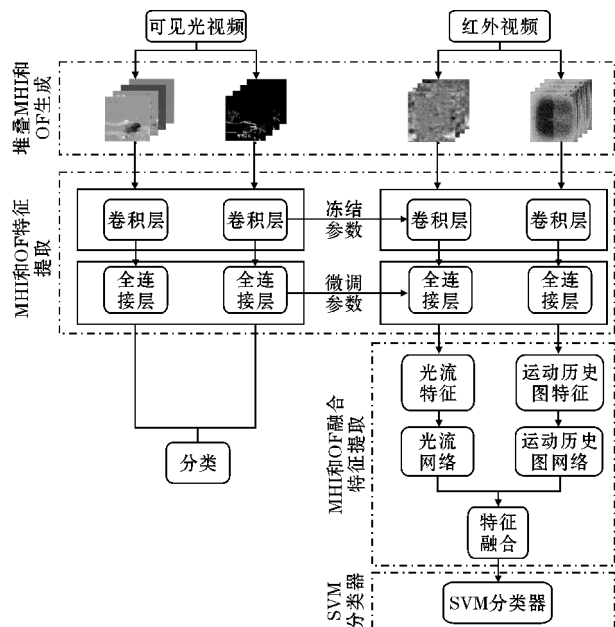 可见光视频
红外视频
堆叠MHI和
OF生成
MHI和OF特征
提取
卷积层
卷积层
冻结
参数
卷积层
卷积层
全连
接层
全连
接层
微调
参数
全连
接层
全连
接层
MHI和OF融合
特征提取
光流
特征
运动历史
图特征
分类
光流
网络
运动历史
图网络
特征
融合
SVM
分类器
SVM分类器